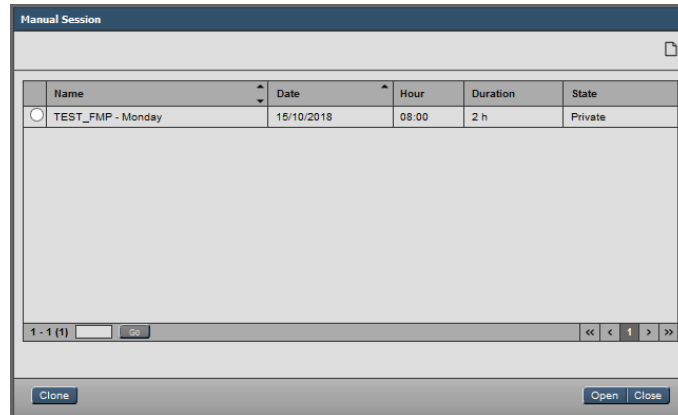 Manual Session
Name Date Hour Duration State
TEST_FMP - Monday 15/10/2018 08:00 2 h Private
1 - 1 (1) Go « < 1 > »
Clone Open Close